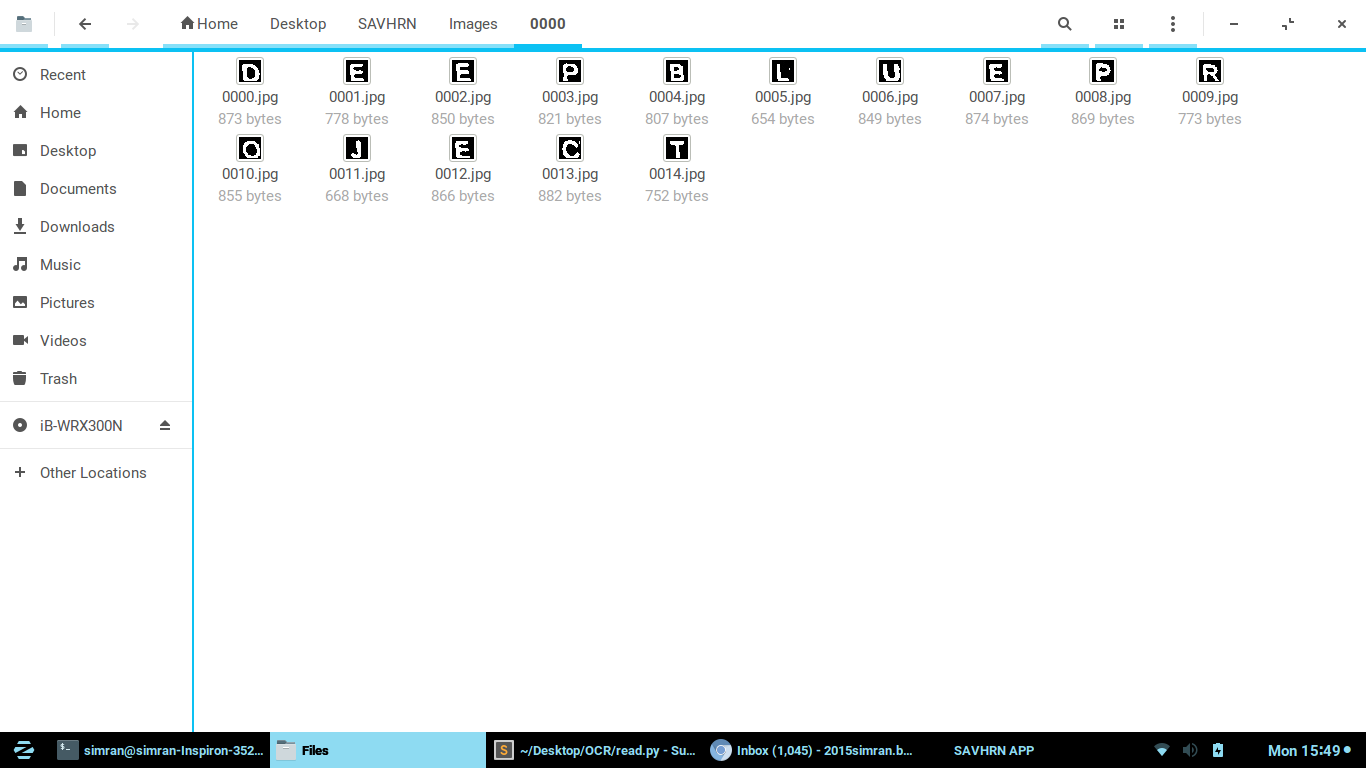 Home Desktop SAVHRN Images 0000
Recent
Home
Desktop
Documents
Downloads
Music
Pictures
Videos
Trash
iB-WRX300N
Other Locations
D E E P B L U E P R
0000.jpg 0001.jpg 0002.jpg 0003.jpg 0004.jpg 0005.jpg 0006.jpg 0007.jpg 0008.jpg 0009.jpg
873 bytes 778 bytes 850 bytes 821 bytes 807 bytes 654 bytes 849 bytes 874 bytes 869 bytes 773 bytes
O J E C T
0010.jpg 0011.jpg 0012.jpg 0013.jpg 0014.jpg
855 bytes 668 bytes 866 bytes 882 bytes 752 bytes
$- simran@simran-Inspiron-352... Files S ~/Desktop/OCR/read.py - Su... Inbox (1,045) - 2015simran.b... SAVHRN APP Mon 15:49